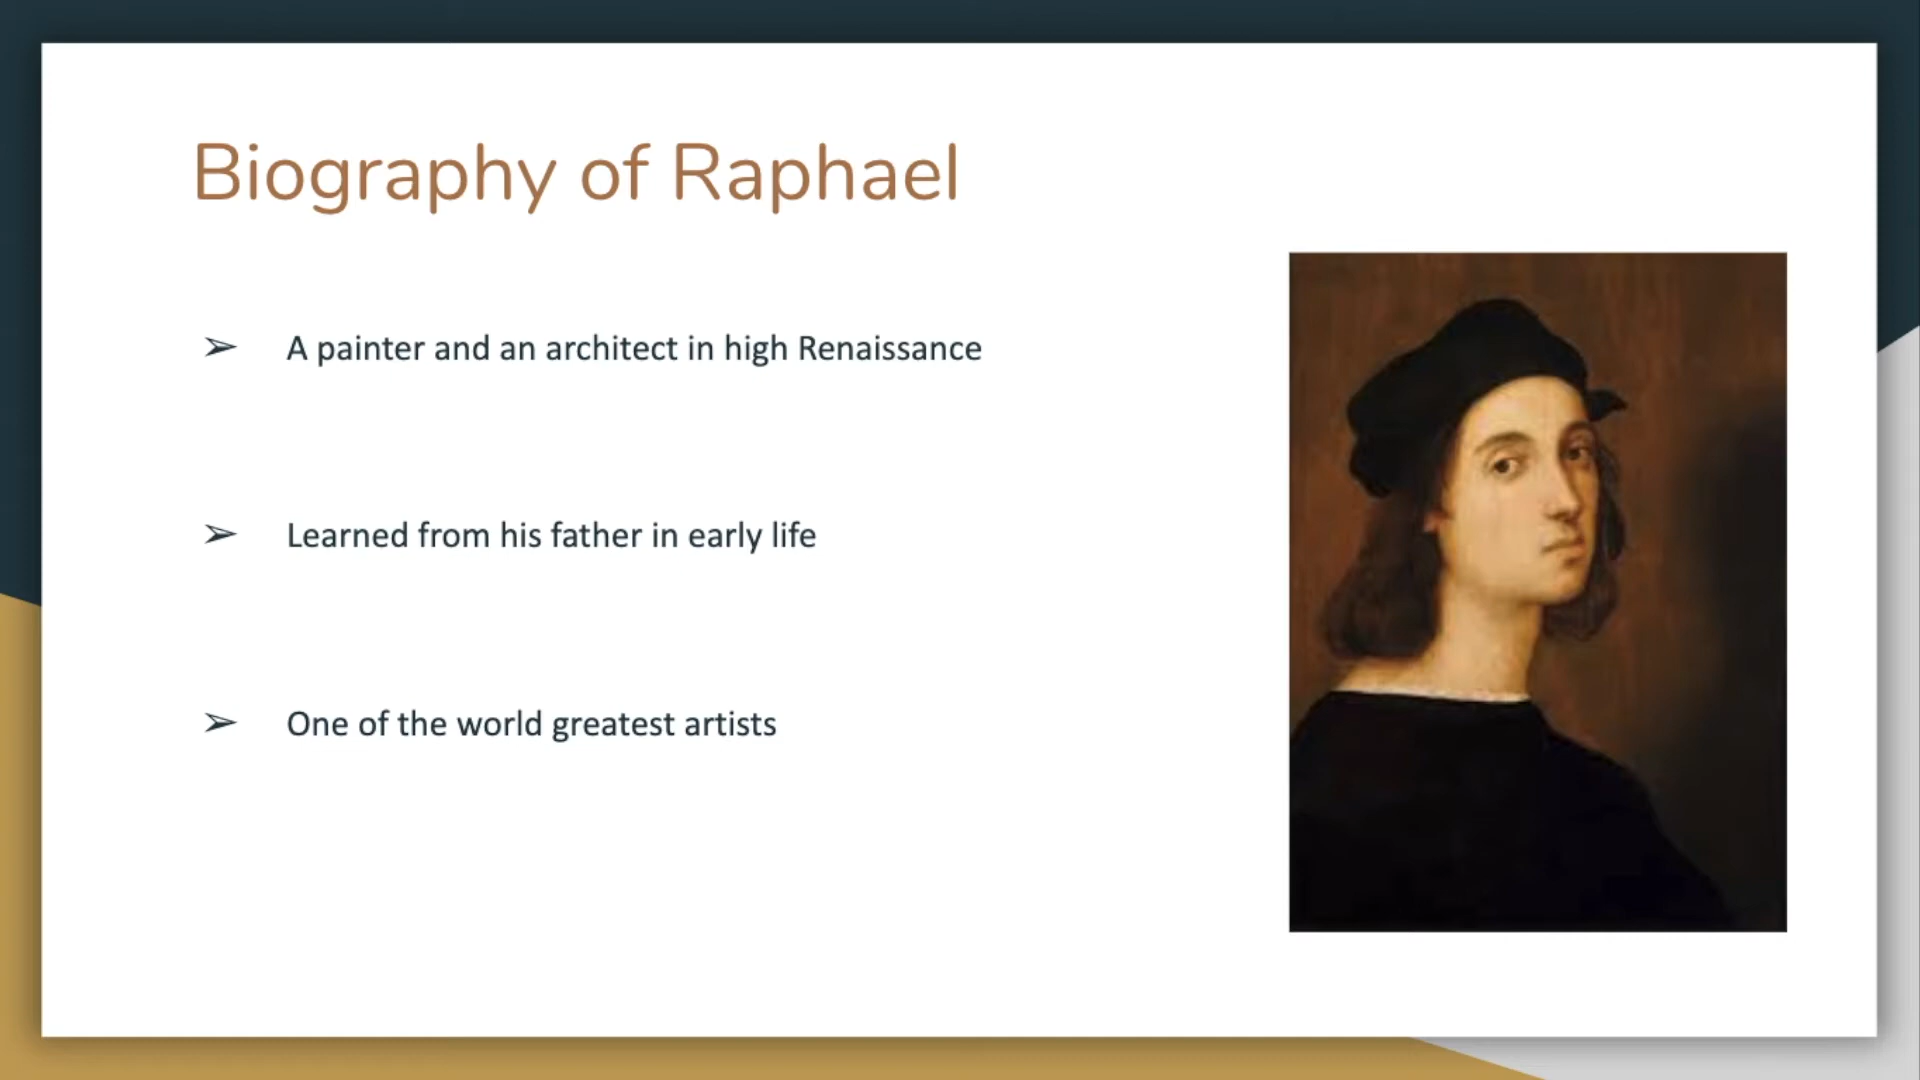 Biography of Raphael
➢ A painter and an architect in high Renaissance
➢ Learned from his father in early life
➢ One of the world greatest artists